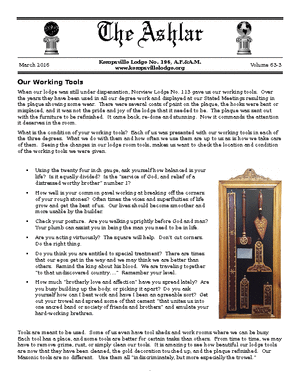 The Ashlar
Kempsville Lodge No. 196, A.F.&A.M.
www.kempsvillelodge.org
March 2016
Volume 63-3
Our Working Tools
When our lodge was still under dispensation, Norview Lodge No. 113 gave us our working tools. Over
the years they have been used in all our degree work and displayed at our Stated Meetings resulting in
the plaque showing some wear. There were several coats of paint on the plaque, the hooks were bent or
misplaced, and it was not the pride and joy of the lodge that it needed to be. The plaque was sent out
with the furniture to be refinished. It came back, re-done and stunning. Now it commands the attention
it deserves in the room.
What is the condition of your working tools? Each of us was presented with our working tools in each of
the three degrees. What we do with them and how often we use them are up to us as in how we take care
of them. Seeing the changes in our lodge room tools, makes us want to check the location and condition
of the working tools we were given.
• Using the twenty four inch gauge, ask yourself how balanced in your
life? Is it equally divided? Is the "service of God, and relief of a
distressed worthy brother" number 1?
• How well is your common gavel working at breaking off the corners
of your rough stones? Often times the vices and superfluities of life
grow and get the best of us. Our lives should become smoother and
more usable by the builder
• Check your posture. Are you walking uprightly before God and man?
Your plumb can assist you in being the man you need to be in life.
• Are you acting virtuously? The square will help. Don't cut corners.
Do the right thing.
• Do you think you are entitled to special treatment? There are times
that our egos get in the way and we may think we are better than
others. Remind the king about his blood. We are traveling together
"to that undiscovered country…" Remember your level.
• How much "brotherly love and affection" have you spread lately? Are
you busy building up the body, or picking it apart? Do you ask
yourself how can I best work and have I been an agreeable sort? Get
out your trowel and spread some of that cement "that unites us into
one sacred band or society of friends and brothers" and emulate your
hard-working brethren.
Tools are meant to be used. Some of us even have tool sheds and work rooms where we can be busy.
Each tool has a place, and some tools are better for certain tasks than others. From time to time, we may
have to remove grime, rust, or simply clean our tools. It is amazing to see how beautiful our lodge tools
are now that they have been cleaned, the gold decoration touched up, and the plaque refinished. Our
Masonic tools are no different. Use them all "indiscriminately, but more especially the trowel."